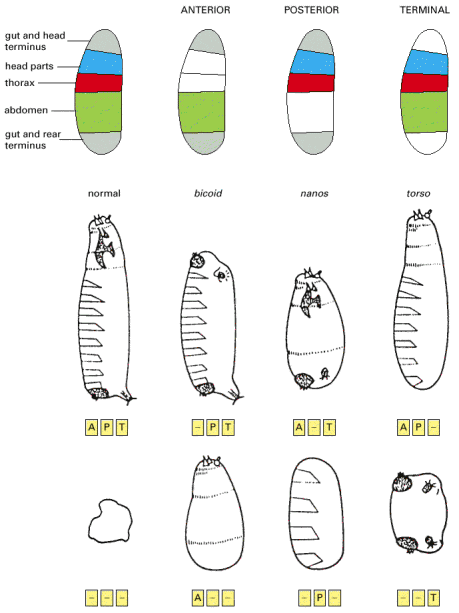 ANTERIOR POSTERIOR TERMINAL
gut and head
terminus
head parts
thorax
abdomen
gut and rear
terminus
normal bicoid nanos torso
A P T – P T A – T A P –
– – – A – – – P – – – T